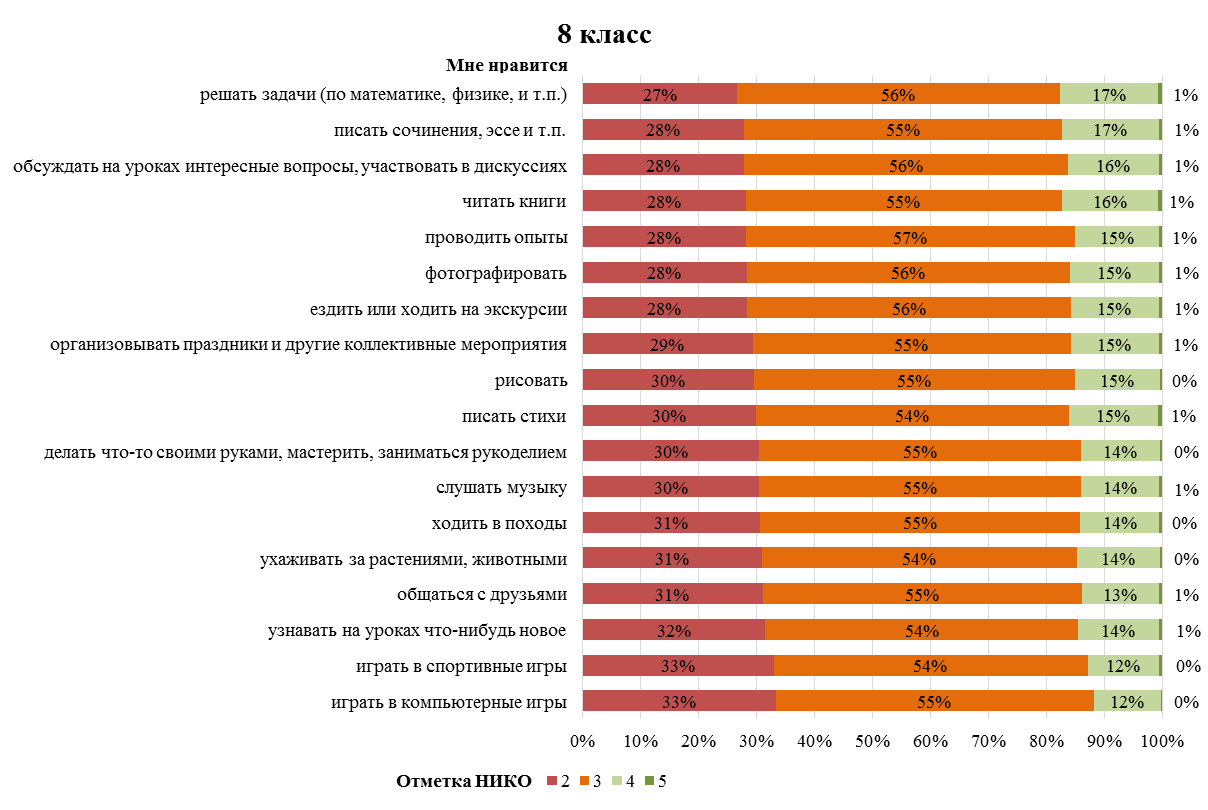 8 класс
Мне нравится
решать задачи (по математике, физике, и т.п.) 27% 56% 17% 1%
писать сочинения, эссе и т.п. 28% 55% 17% 1%
обсуждать на уроках интересные вопросы, участвовать в дискуссиях 28% 56% 16% 1%
читать книги 28% 55% 16% 1%
проводить опыты 28% 57% 15% 1%
фотографировать 28% 56% 15% 1%
ездить или ходить на экскурсии 28% 56% 15% 1%
организовывать праздники и другие коллективные мероприятия 29% 55% 15% 1%
рисовать 30% 55% 15% 0%
писать стихи 30% 54% 15% 1%
делать что-то своими руками, мастерить, заниматься рукоделием 30% 55% 14% 0%
слушать музыку 30% 55% 14% 1%
ходить в походы 31% 55% 14% 0%
ухаживать за растениями, животными 31% 54% 14% 0%
общаться с друзьями 31% 55% 13% 1%
узнавать на уроках что-нибудь новое 32% 54% 14% 1%
играть в спортивные игры 33% 54% 12% 0%
играть в компьютерные игры 33% 55% 12% 0%
0% 10% 20% 30% 40% 50% 60% 70% 80% 90% 100%
Отметка НИКО 2 3 4 5